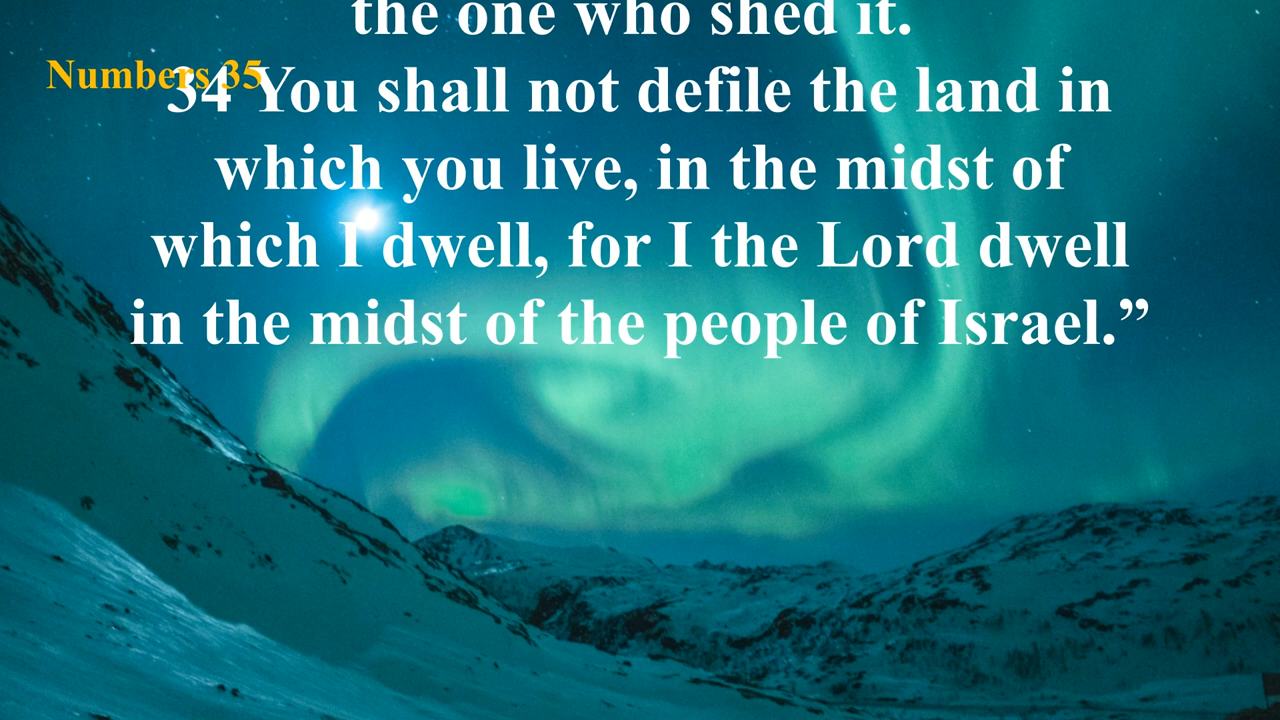 the one who shed it.
Numbers 35
34 You shall not defile the land in
which you live, in the midst of
which I dwell, for I the Lord dwell
in the midst of the people of Israel.”